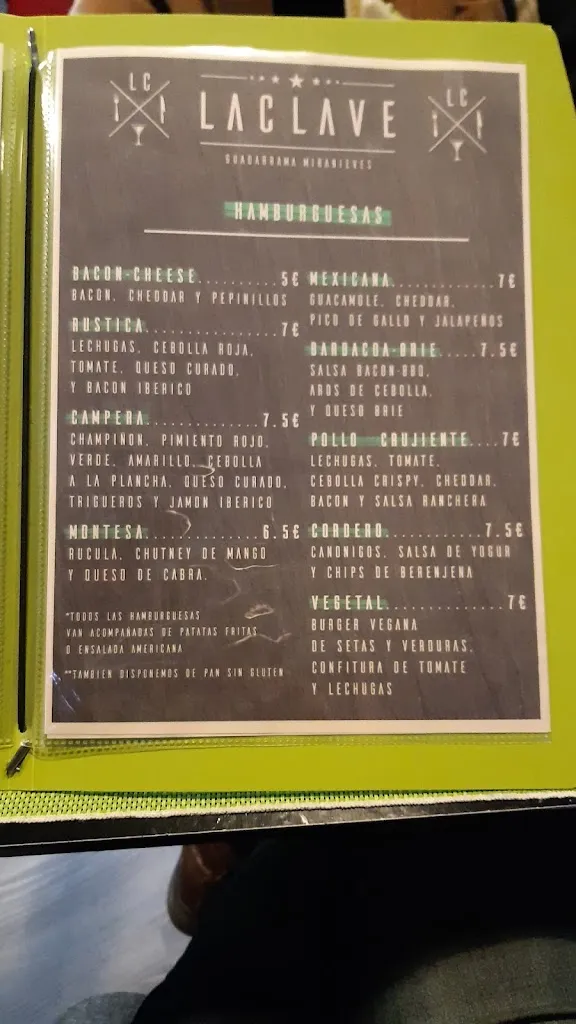 LC
LACLAVE
LC
GUADARRAMA MIRASIEVES
HAMBURGUESAS
BACON-CHEESE..........5€
BACON, CHEDDAR Y PEPINILLOS
RUSTICA................7€
LECHUGAS, CEBOLLA ROJA,
TOMATE, QUESO CURADO,
Y BACON IBERICO
CAMPERA..............7.5€
CHAMPIÑON, PIMIENTO ROJO,
VERDE, AMARILLO, CEBOLLA
A LA PLANCHA, QUESO CURADO,
TRIGUEROS Y JAMON IBERICO
MONTESA..............6.5€
RUCULA, CHUTNEY DE MANGO
Y QUESO DE CABRA.
*TODOS LAS HAMBURGUESAS
VAN ACOMPAÑADAS DE PATATAS FRITAS
O ENSALADA AMERICANA
*TAMBIEN DISPONEMOS DE PAN SIN GLUTEN
MEXICANA..............7€
GUACAMOLE, CHEDDAR,
PICO DE GALLO Y JALAPEÑOS
BARBACOA-BRIE.....7.5€
SALSA BACON-BBQ,
AROS DE CEBOLLA,
Y QUESO BRIE
POLLO CRUJIENTE....7€
LECHUGAS, TOMATE,
CEBOLLA CRISPY, CHEDDAR,
BACON Y SALSA RANCHERA
CORDERO.............7.5€
CANONIGOS, SALSA DE YOGUR
Y CHIPS DE BERENJENA
VEGETAL................7€
BURGER VEGANA
DE SETAS Y VERDURAS,
CONFITURA DE TOMATE
Y LECHUGAS